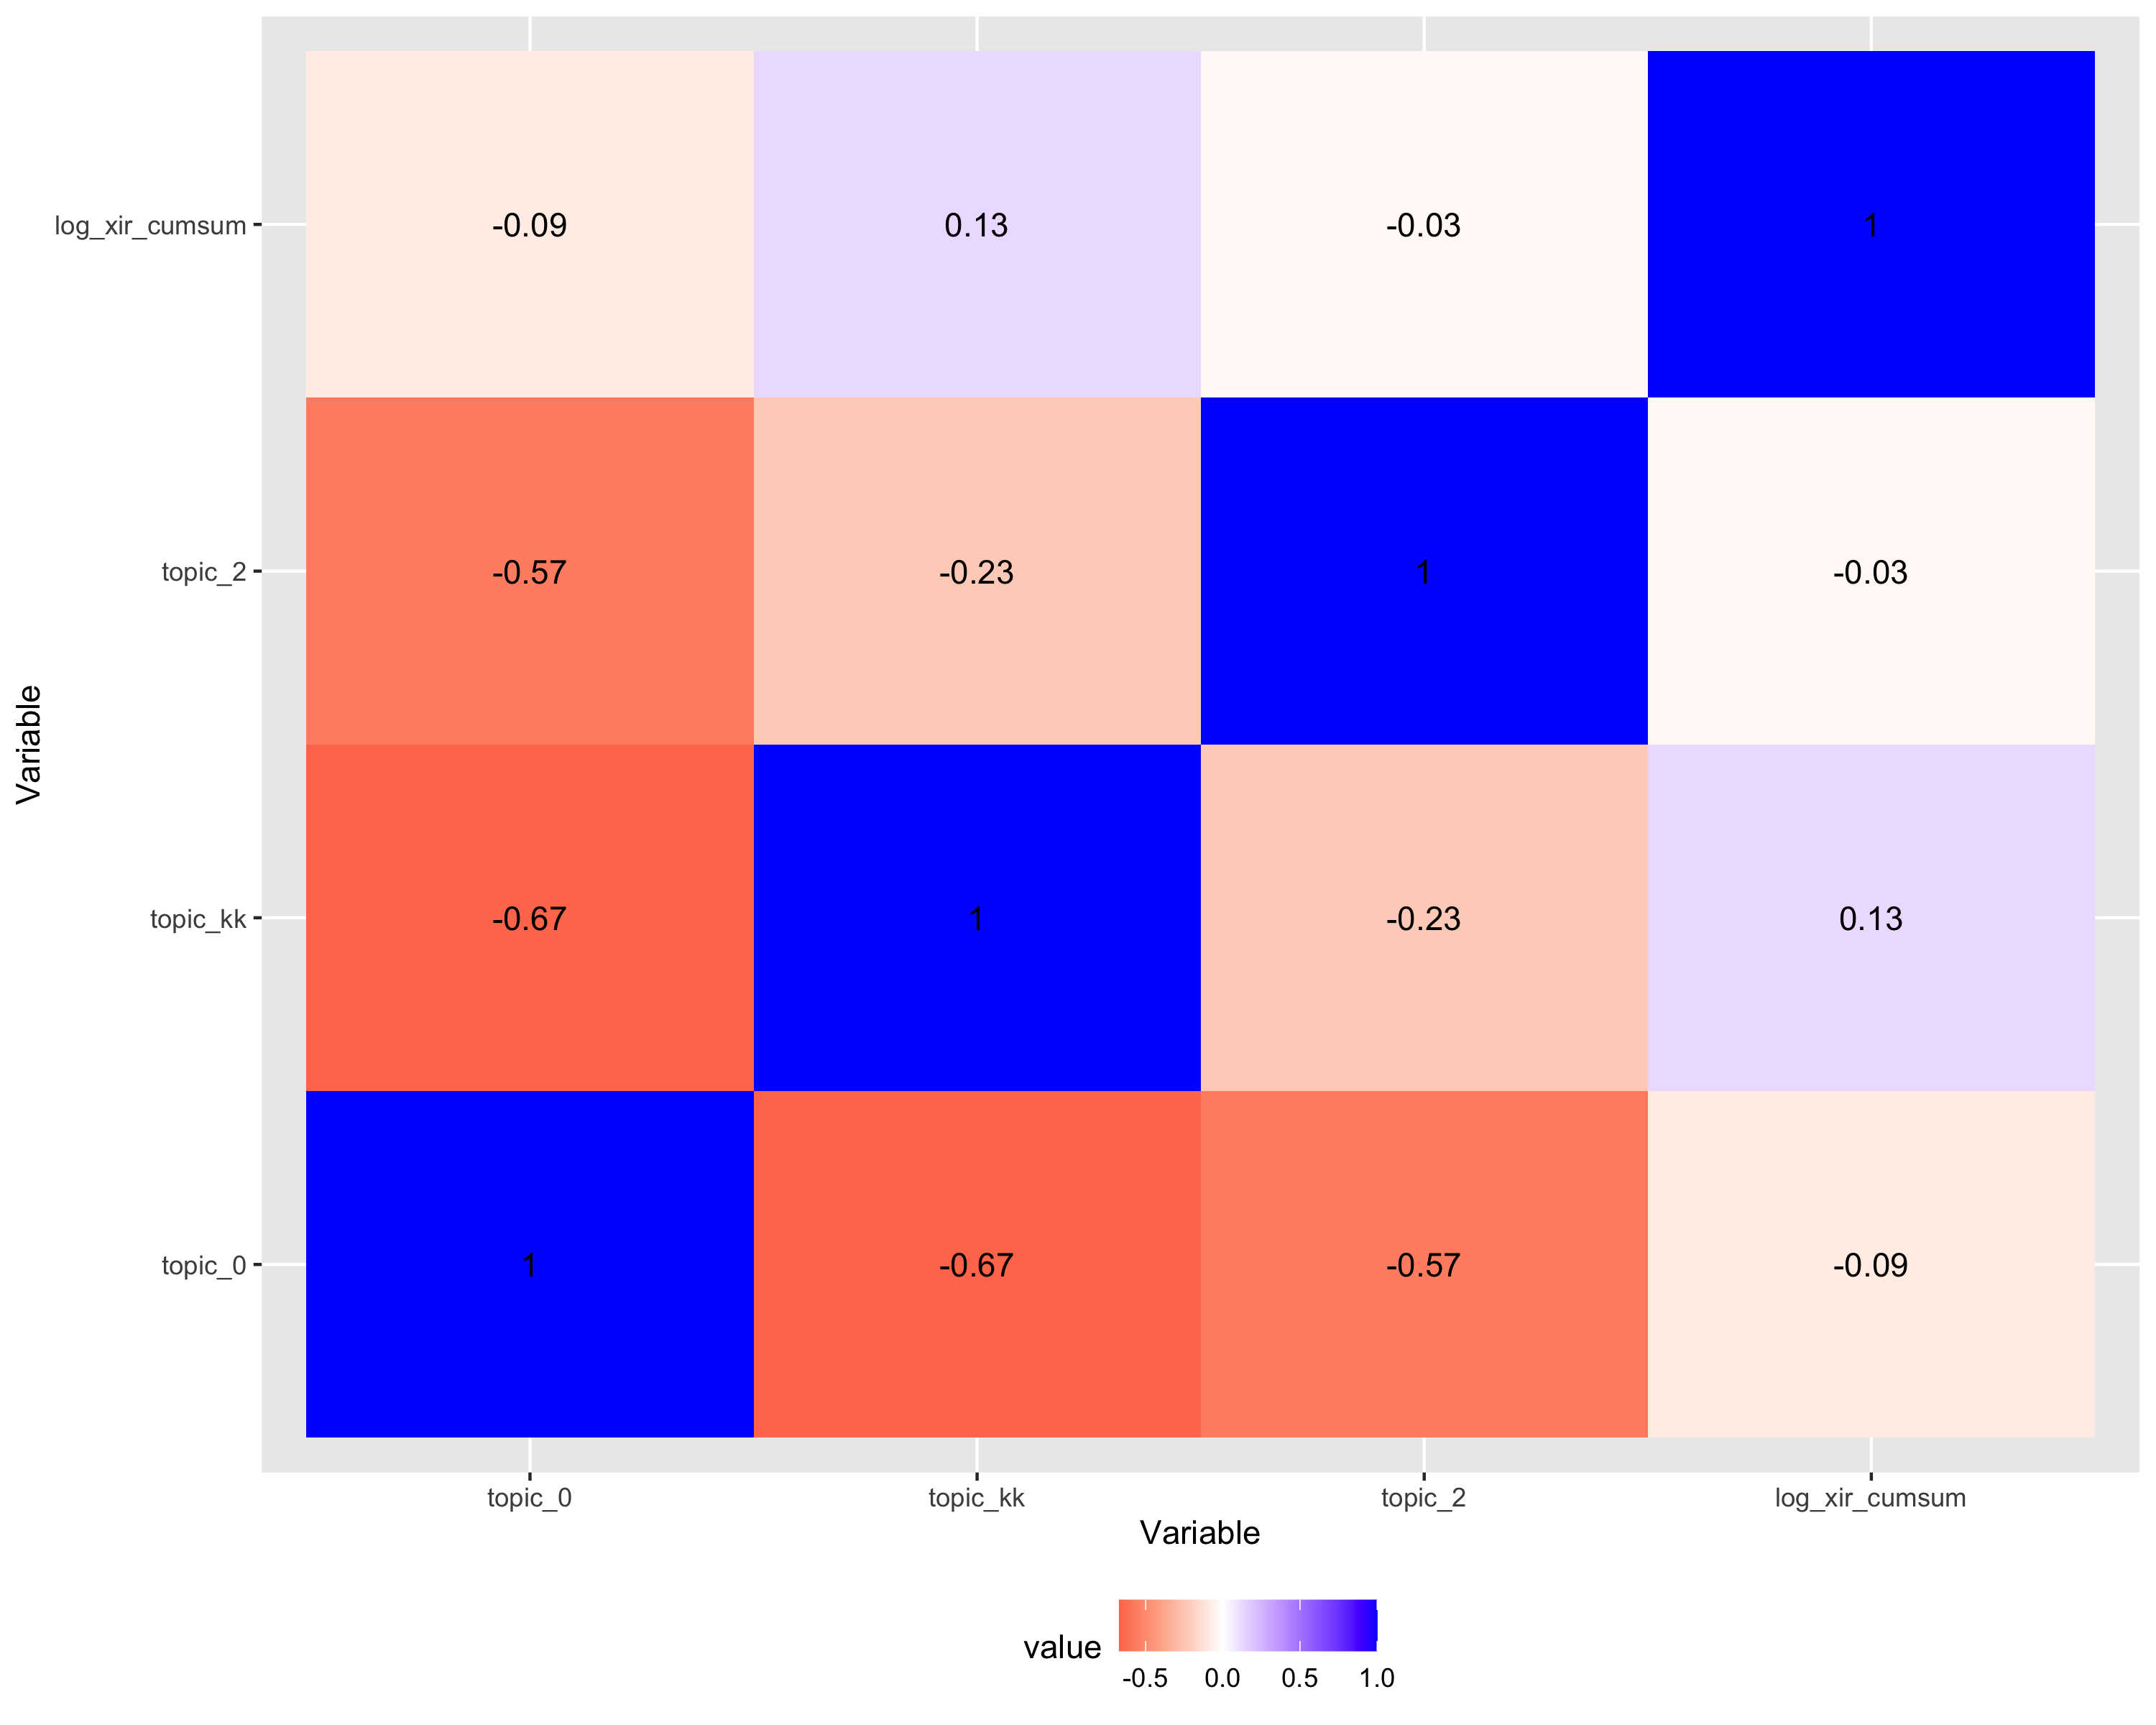 log_xir_cumsum -0.09 0.13 -0.03 1
topic_2 -0.57 -0.23 1 -0.03
topic_kk -0.67 1 -0.23 0.13
topic_0 1 -0.67 -0.57 -0.09
Variable
topic_0 topic_kk topic_2 log_xir_cumsum
Variable
value
-0.5 0.0 0.5 1.0